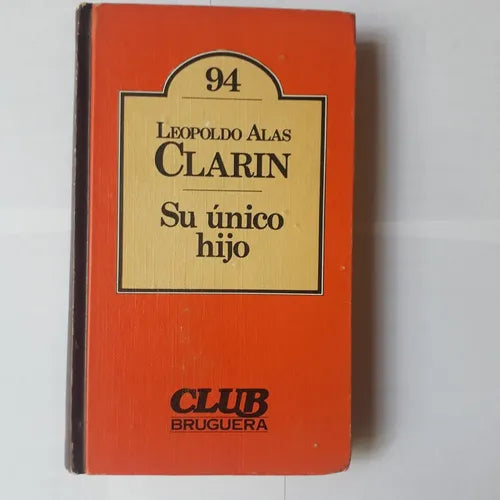 94
LEOPOLDO ALAS
CLARIN
Su único
hijo
CLUB
BRUGUERA